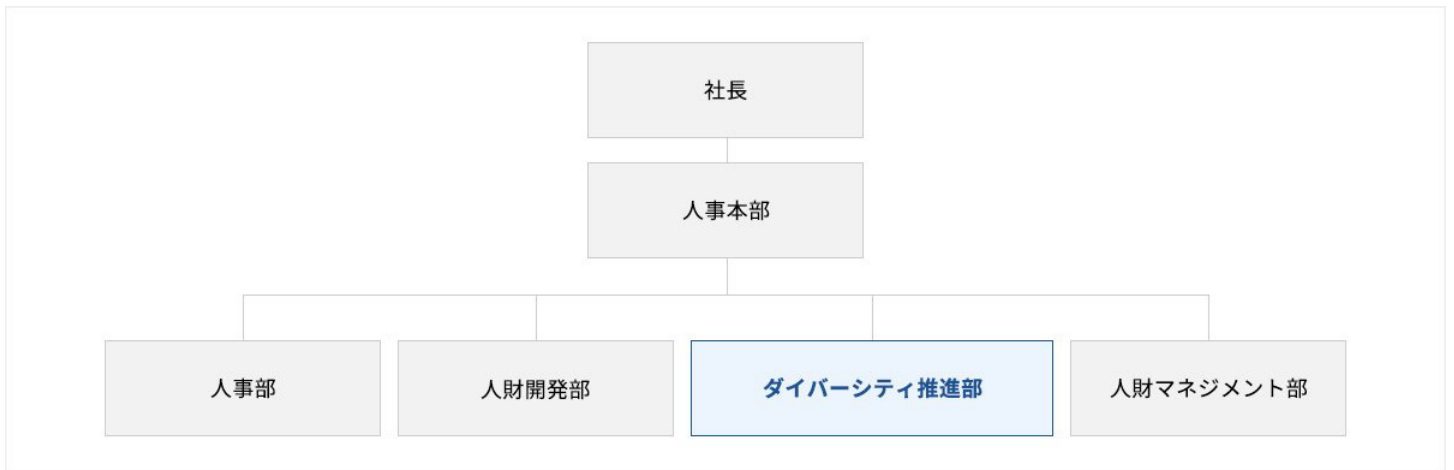 社長
人事本部
人事部
人財開発部
ダイバーシティ推進部
人財マネジメント部